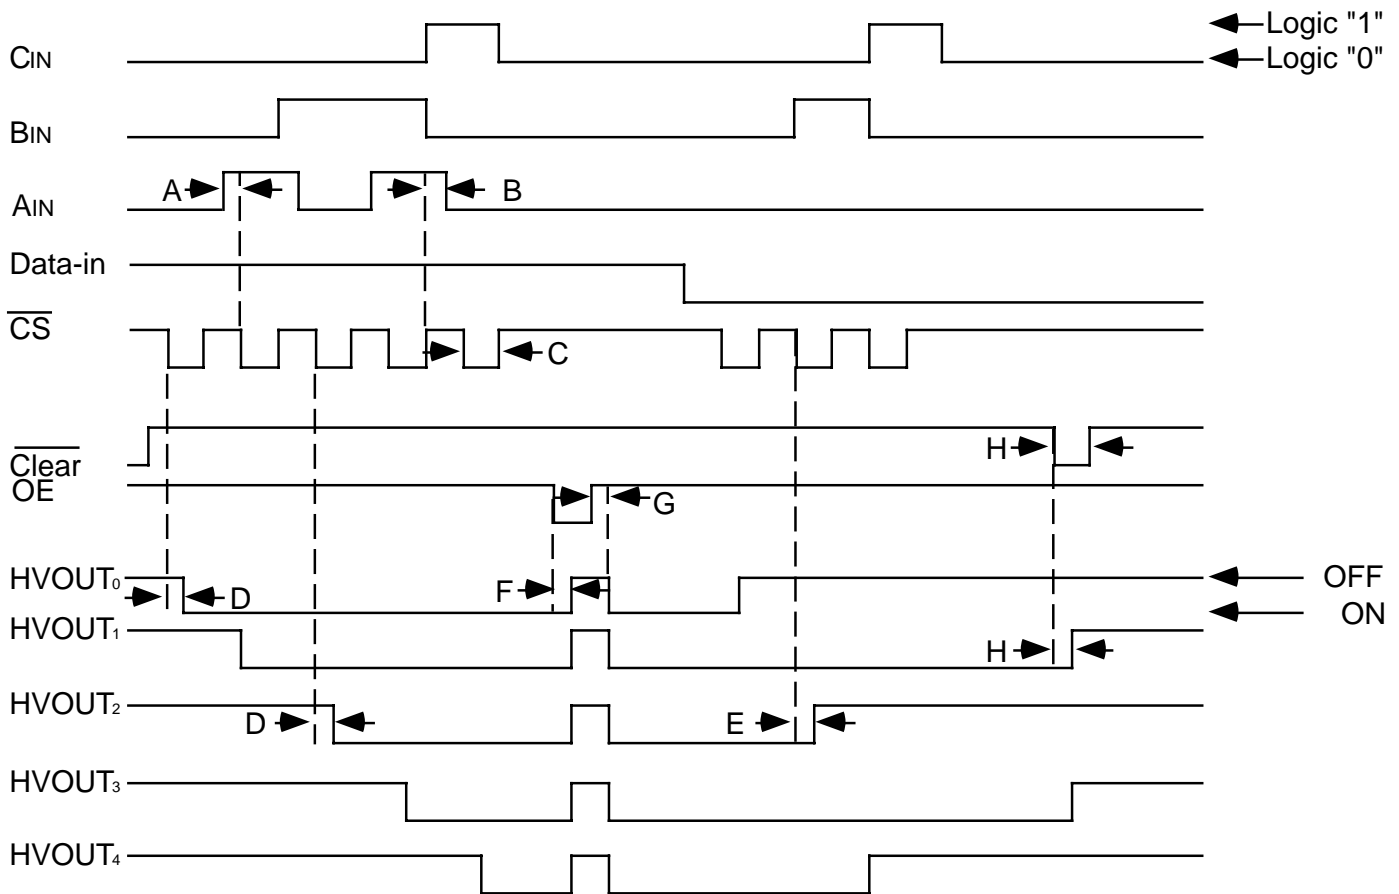 Logic "1"
CIN
Logic "0"
BIN
A
B
AIN
Data-in
CS
C
H
Clear
OE
G
HVOUT0
F
OFF
D
ON
HVOUT1
H
HVOUT2
D
E
HVOUT3
HVOUT4